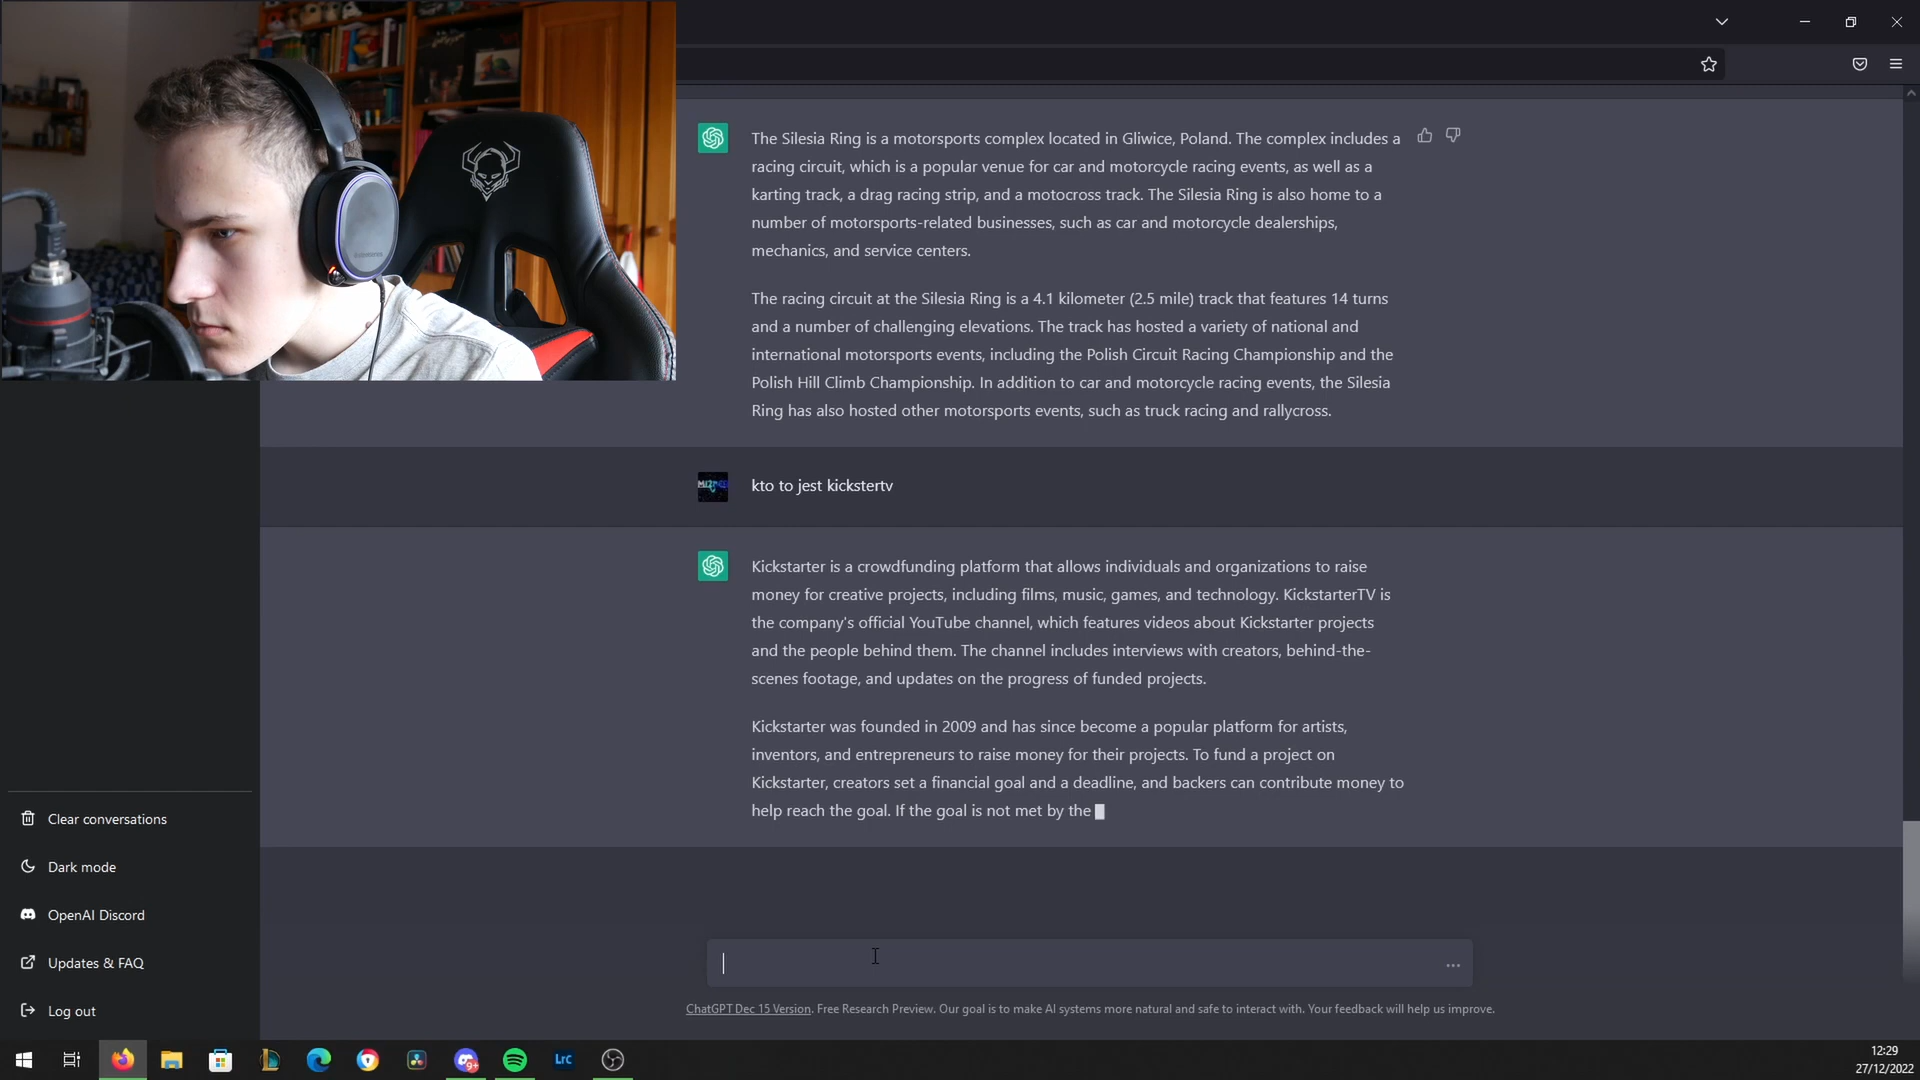 The Silesia Ring is a motorsports complex located in Gliwice, Poland. The complex includes a
racing circuit, which is a popular venue for car and motorcycle racing events, as well as a
karting track, a drag racing strip, and a motocross track. The Silesia Ring is also home to a
number of motorsports-related businesses, such as car and motorcycle dealerships,
mechanics, and service centers.
The racing circuit at the Silesia Ring is a 4.1 kilometer (2.5 mile) track that features 14 turns
and a number of challenging elevations. The track has hosted a variety of national and
international motorsports events, including the Polish Circuit Racing Championship and the
Polish Hill Climb Championship. In addition to car and motorcycle racing events, the Silesia
Ring has also hosted other motorsports events, such as truck racing and rallycross.
kto to jest kickstertv
Kickstarter is a crowdfunding platform that allows individuals and organizations to raise
money for creative projects, including films, music, games, and technology. KickstarterTV is
the company's official YouTube channel, which features videos about Kickstarter projects
and the people behind them. The channel includes interviews with creators, behind-the-
scenes footage, and updates on the progress of funded projects.
Kickstarter was founded in 2009 and has since become a popular platform for artists,
inventors, and entrepreneurs to raise money for their projects. To fund a project on
Kickstarter, creators set a financial goal and a deadline, and backers can contribute money to
help reach the goal. If the goal is not met by the
Clear conversations
Dark mode
OpenAI Discord
Updates & FAQ
Log out
ChatGPT Dec 15 Version. Free Research Preview. Our goal is to make AI systems more natural and safe to interact with. Your feedback will help us improve.
9+
Lrc
12:29
27/12/2022